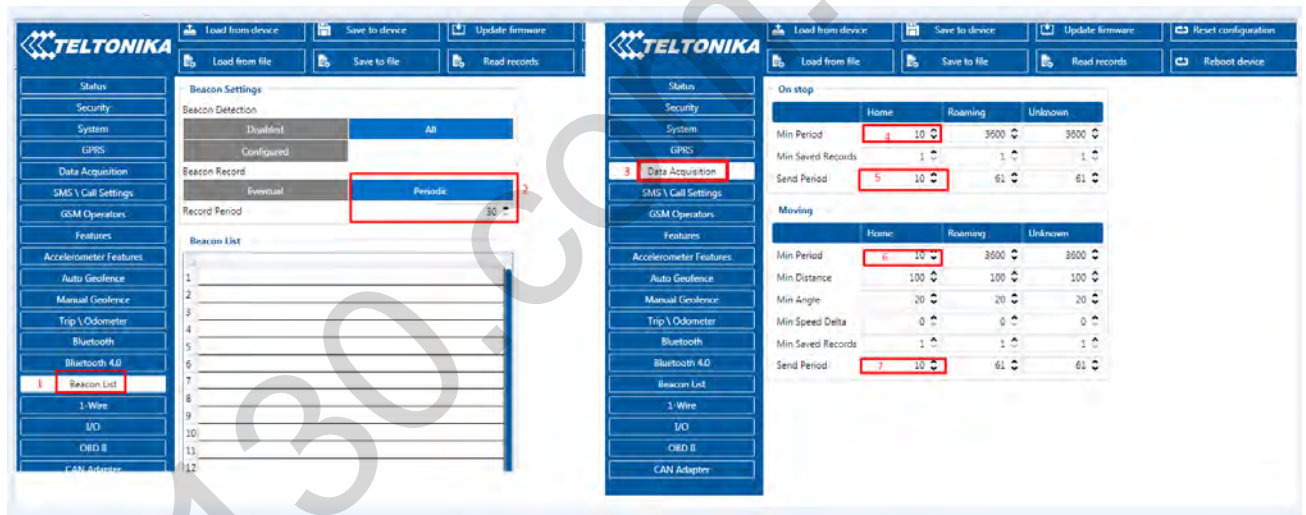 TELTONIKA
Load from device
Save to device
Update firmware
Load from file
Save to file
Read records
Status
Security
System
GPRS
Data Acquisition
SMS \ Call Settings
GSM Operators
Features
Accelerometer Features
Auto Geofence
Manual Geofence
Trip \ Odometer
Bluetooth
Bluetooth 4.0
1 Beacon List
1-Wire
I/O
OBD II
CAN Adapter
Beacon Settings
Beacon Detection
Disabled All
Configured
Beacon Record
Eventual Periodic 2
Record Period 30
Beacon List
1
2
3
4
5
6
7
8
9
10
11
12
TELTONIKA
Load from device
Save to device
Update firmware
Reset configuration
Load from file
Save to file
Read records
Reboot device
Status
Security
System
GPRS
3 Data Acquisition
SMS \ Call Settings
GSM Operators
Features
Accelerometer Features
Auto Geofence
Manual Geofence
Trip \ Odometer
Bluetooth
Bluetooth 4.0
Beacon List
1-Wire
I/O
OBD II
CAN Adapter
On stop
Home Roaming Unknown
Min Period 4 10 3600 3600
Min Saved Records 1 1 1
Send Period 5 10 61 61
Moving
Home Roaming Unknown
Min Period 6 10 3600 3600
Min Distance 100 100 100
Min Angle 20 20 20
Min Speed Delta 0 0 0
Min Saved Records 1 1 1
Send Period 7 10 61 61